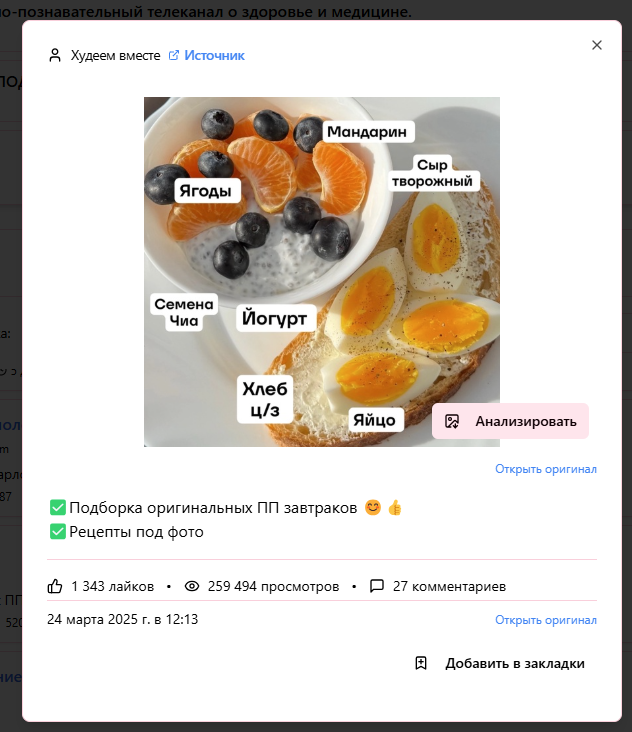 о-познавательный телеканал о здоровье и медицине.
Худеем вместе Источник
Мандарин
Сыр
творожный
Ягоды
Семена
Чиа
Йогурт
Хлеб
ц/з
Яйцо
Анализировать
Открыть оригинал
✅Подборка оригинальных ПП завтраков 😊 👍
✅Рецепты под фото
1 343 лайков • 259 494 просмотров • 27 комментариев
24 марта 2025 г. в 12:13
Открыть оригинал
Добавить в закладки